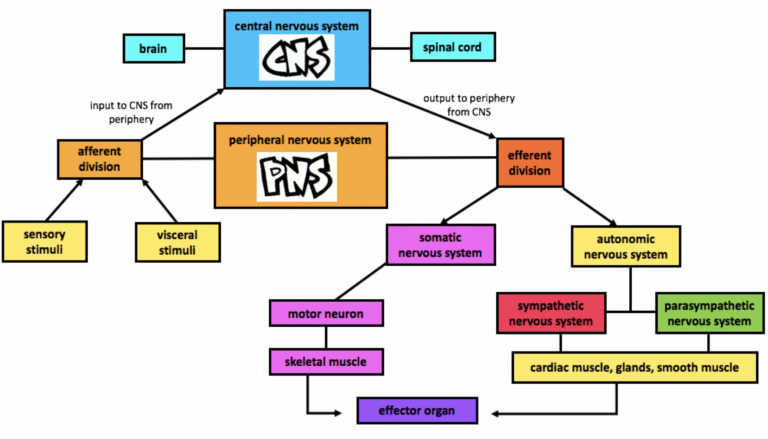 central nervous system
CNS
brain
spinal cord
input to CNS from
periphery
output to periphery
from CNS
peripheral nervous system
PNS
afferent
division
efferent
division
sensory
stimuli
visceral
stimuli
somatic
nervous system
autonomic
nervous system
motor neuron
sympathetic
nervous system
parasympathetic
nervous system
skeletal muscle
cardiac muscle, glands, smooth muscle
effector organ